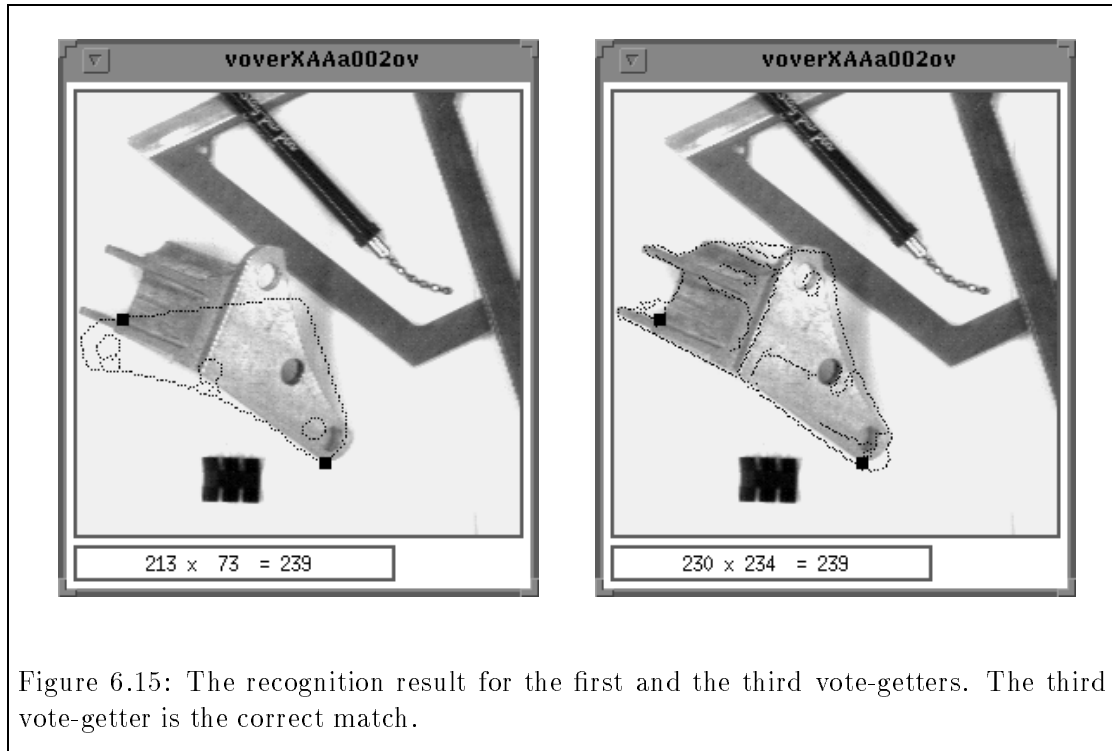 voverXAAa002ov
voverXAAa002ov
213 x 73 = 239
230 x 234 = 239
Figure 6.15: The recognition result for the first and the third vote-getters. The third
vote-getter is the correct match.